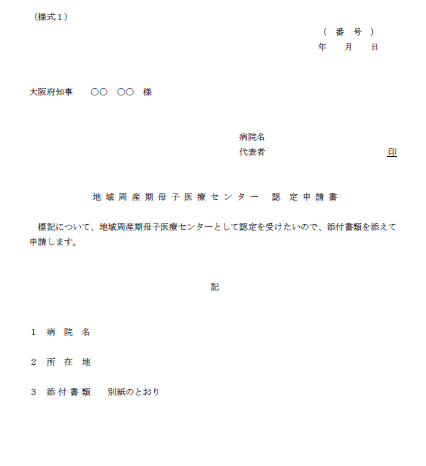 （様式１）
（　番　号　）
年　　月　　日
大阪府知事　　○○　○○　様
病院名
代表者　　　　　　　　　　　　　　印
地 域 周 産 期 母 子 医 療 セ ン タ ー　認　定 申 請 書
標記について、地域周産期母子医療センターとして認定を受けたいので、添付書類を添えて
申請します。
記
１　病　院　名
２　所　在　地
３　添 付 書 類　　別紙のとおり